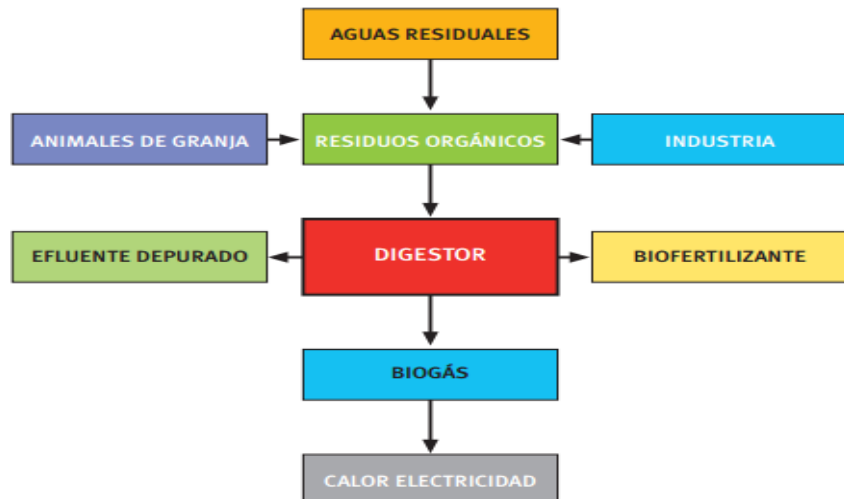 AGUAS RESIDUALES
ANIMALES DE GRANJA
RESIDUOS ORGÁNICOS
INDUSTRIA
EFLUENTE DEPURADO
DIGESTOR
BIOFERTILIZANTE
BIOGÁS
CALOR ELECTRICIDAD